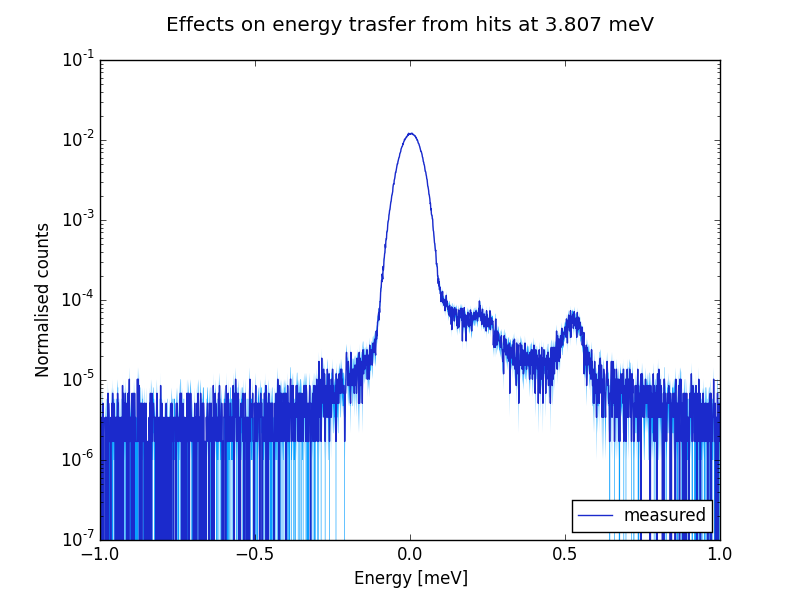 Effects on energy trasfer from hits at 3.807 meV
10^-1
10^-2
10^-3
10^-4
10^-5
10^-6
10^-7
Normalised counts
measured
−1.0 −0.5 0.0 0.5 1.0
Energy [meV]